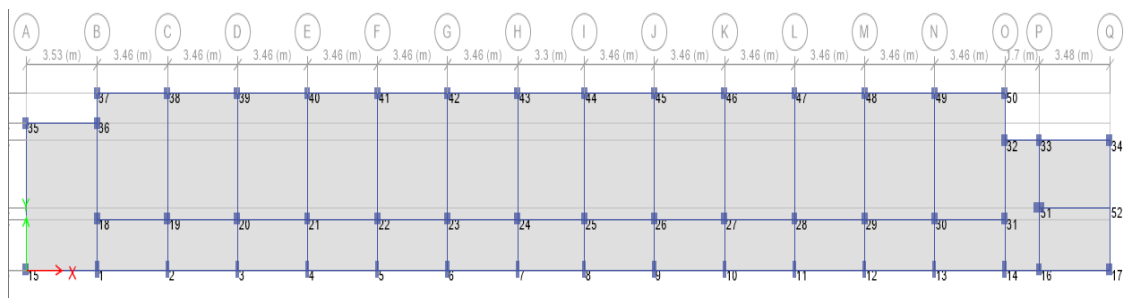 A B C D E F G H I J K L M N O P Q
3.53 (m) 3.46 (m) 3.46 (m) 3.46 (m) 3.46 (m) 3.46 (m) 3.46 (m) 3.3 (m) 3.46 (m) 3.46 (m) 3.46 (m) 3.46 (m) 3.46 (m) 3.46 (m) .7 (m) 3.48 (m)
37 38 39 40 41 42 43 44 45 46 47 48 49 50
35 36
32 33 34
Y 51 52
18 19 20 21 22 23 24 25 26 27 28 29 30 31
X
15 1 2 3 4 5 6 7 8 9 10 11 12 13 14 16 17